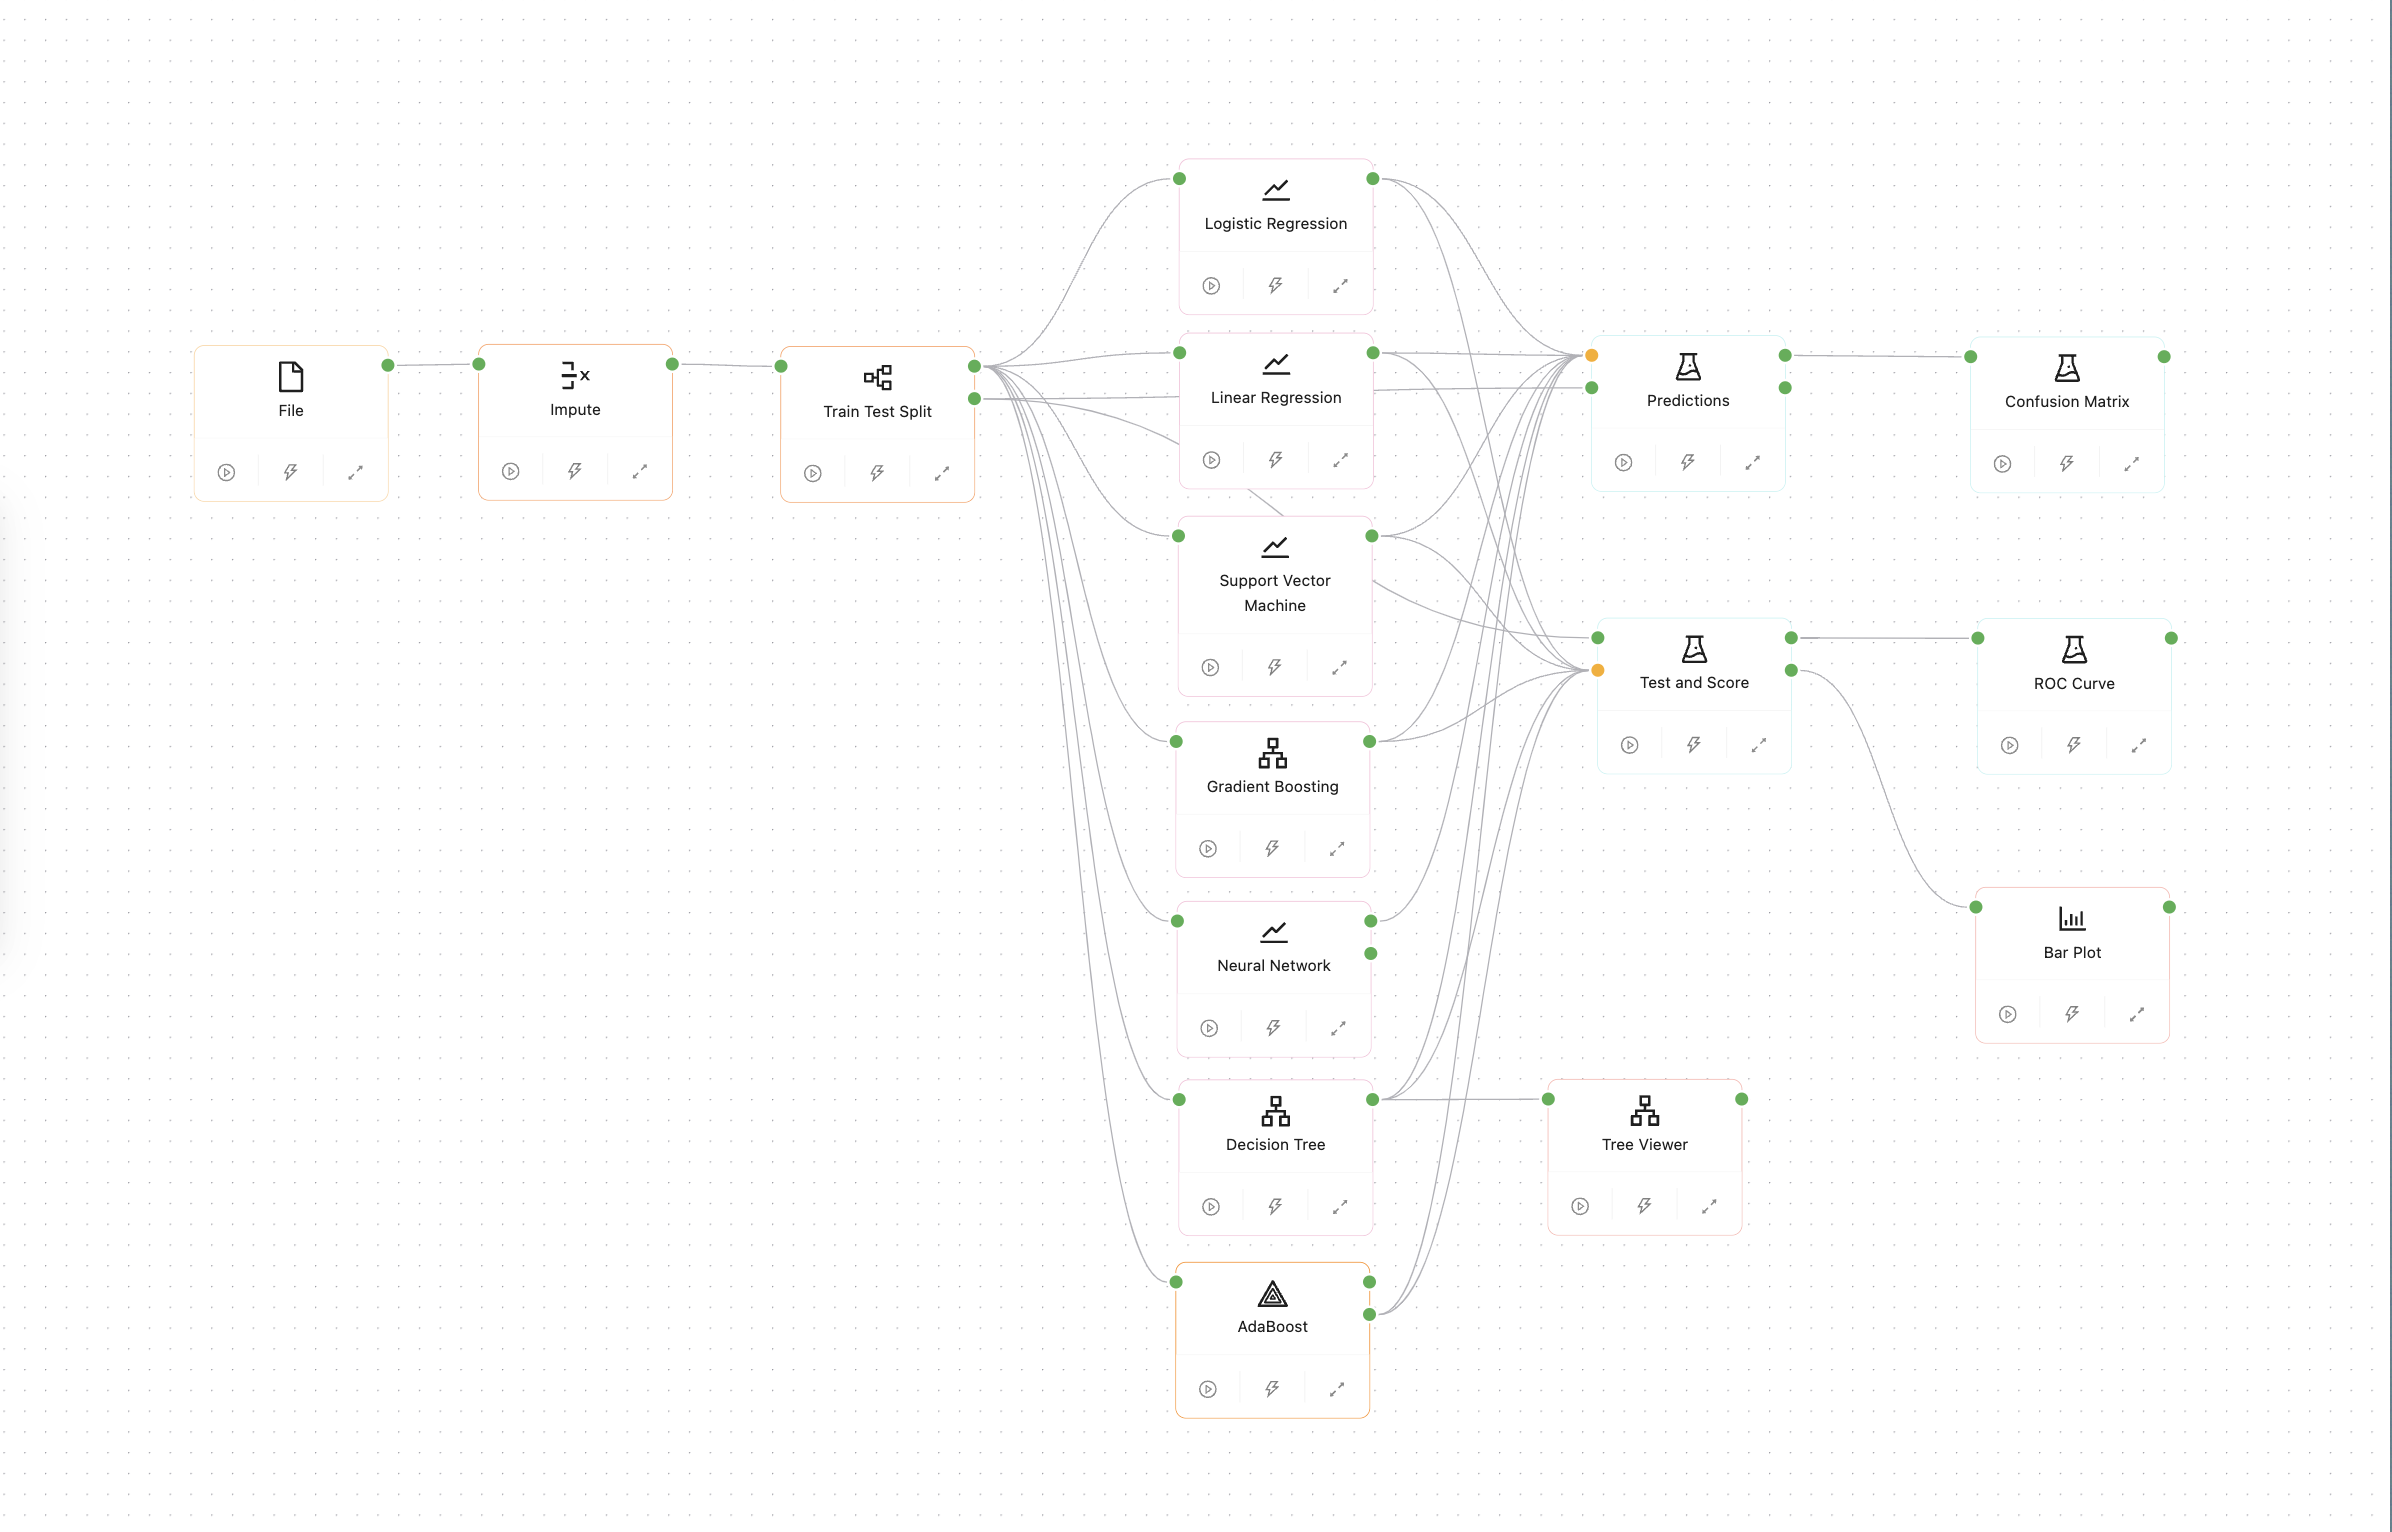 File
Impute
Train Test Split
Logistic Regression
Linear Regression
Support Vector
Machine
Gradient Boosting
Neural Network
Decision Tree
AdaBoost
Predictions
Test and Score
Tree Viewer
Confusion Matrix
ROC Curve
Bar Plot